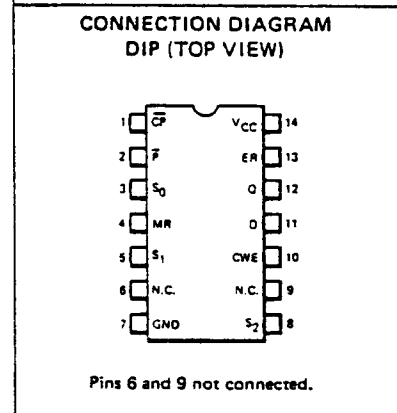 CONNECTION DIAGRAM
DIP (TOP VIEW)
1 C̅P̅ VCC 14
2 P̅ ER 13
3 S0 Q 12
4 MR D 11
5 S1 CWE 10
6 N.C. N.C. 9
7 GND S2 8
Pins 6 and 9 not connected.